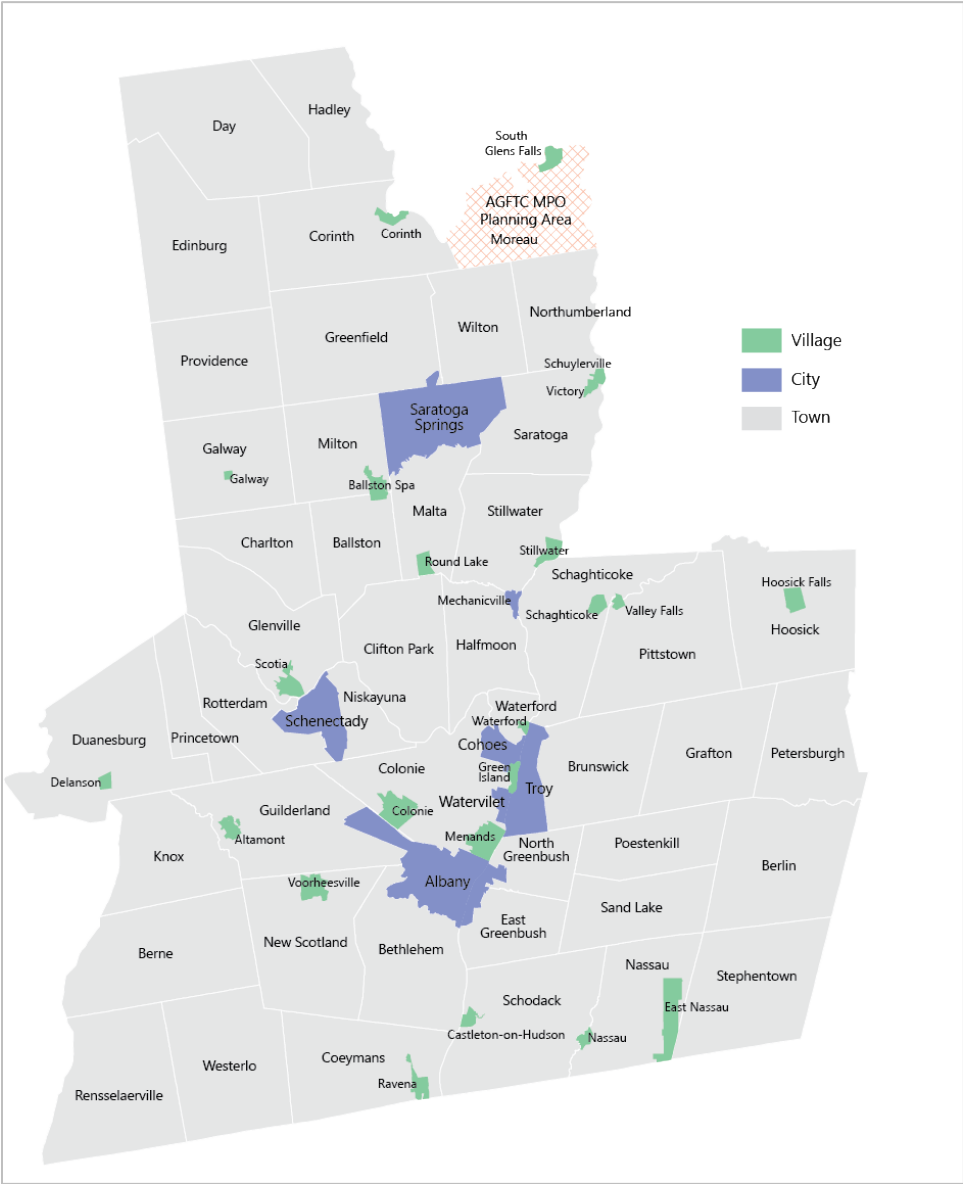 Hadley
Day
South
Glens Falls
AGFTC MPO
Planning Area
Moreau
Corinth
Corinth
Edinburg
Northumberland
Wilton
Greenfield
Village
Providence
Schuylerville
City
Victory
Saratoga
Springs
Town
Saratoga
Milton
Galway
Galway
Ballston Spa
Malta
Stillwater
Charlton
Ballston
Stillwater
Round Lake
Schaghticoke
Hoosick Falls
Mechanicville
Schaghticoke
Valley Falls
Glenville
Hoosick
Halfmoon
Clifton Park
Pittstown
Scotia
Niskayuna
Rotterdam
Waterford
Waterford
Schenectady
Princetown
Duanesburg
Cohoes
Grafton
Petersburgh
Colonie
Brunswick
Green
Island
Delanson
Troy
Watervilet
Guilderland
Colonie
Menands
Altamont
North
Greenbush
Poestenkill
Knox
Berlin
Voorheesville
Albany
Sand Lake
East
Greenbush
New Scotland
Bethlehem
Berne
Nassau
Stephentown
Schodack
East Nassau
Castleton-on-Hudson
Nassau
Coeymans
Westerlo
Ravena
Rensselaerville